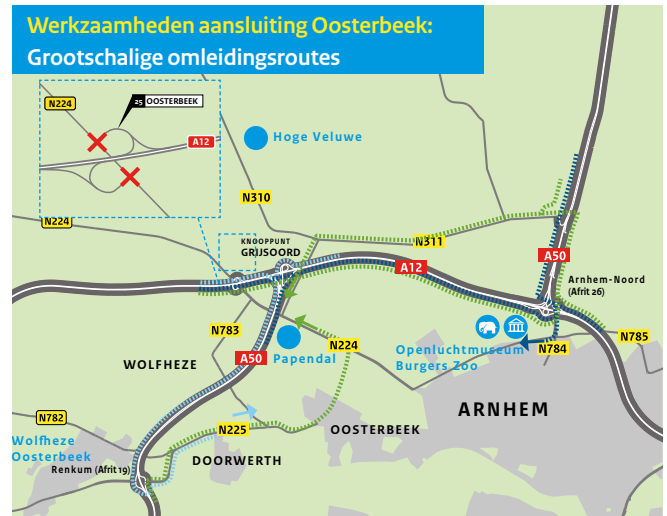 Werkzaamheden aansluiting Oosterbeek:
Grootschalige omleidingsroutes
N224
25 OOSTERBEEK
A12
Hoge Veluwe
N310
N224
KNOOPPUNT
GRIJSOORD
N311
A12
A50
Arnhem-Noord
(Afrit 26)
N783
N224
N785
A50
Papendal
Openluchtmuseum
Burgers Zoo
N784
WOLFHEZE
ARNHEM
N782
N225
OOSTERBEEK
Wolfheze
Oosterbeek
Renkum (Afrit 19)
DOORWERTH